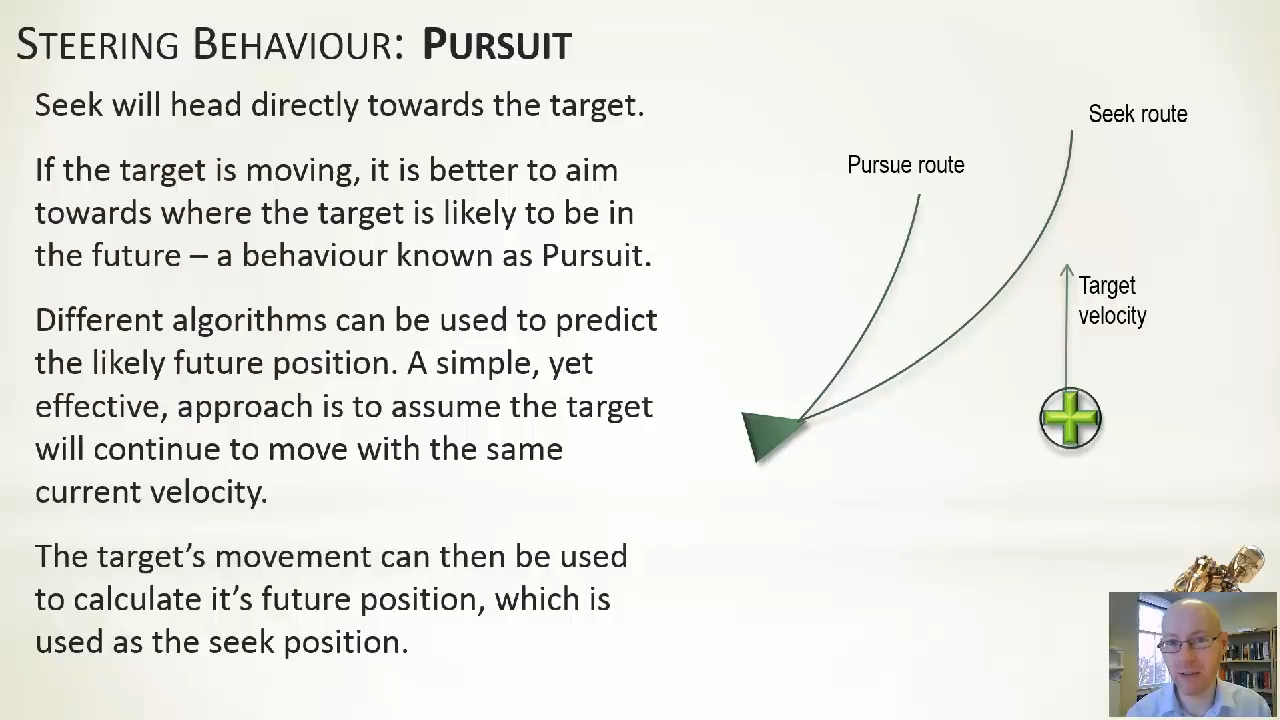 STEERING BEHAVIOUR: PURSUIT
Seek will head directly towards the target.
If the target is moving, it is better to aim
towards where the target is likely to be in
the future – a behaviour known as Pursuit.
Different algorithms can be used to predict
the likely future position. A simple, yet
effective, approach is to assume the target
will continue to move with the same
current velocity.
The target’s movement can then be used
to calculate it’s future position, which is
used as the seek position.
Seek route
Pursue route
Target
velocity